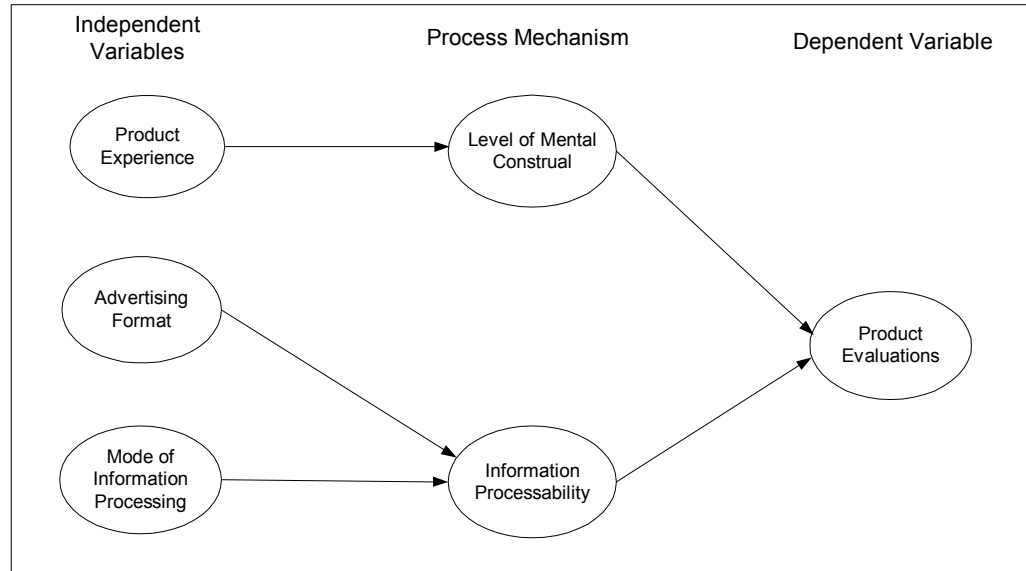 Independent
Variables
Process Mechanism
Dependent Variable
Product
Experience
Level of Mental
Construal
Advertising
Format
Product
Evaluations
Mode of
Information
Processing
Information
Processability